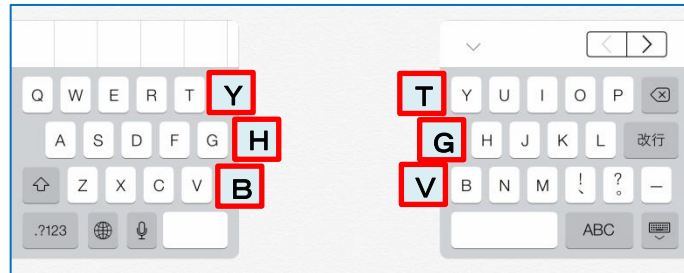 Q W E R T Y T Y U I O P
A S D F G H G H J K L 改行
Z X C V B V B N M ! 、 ? 。 —
.?123 ABC